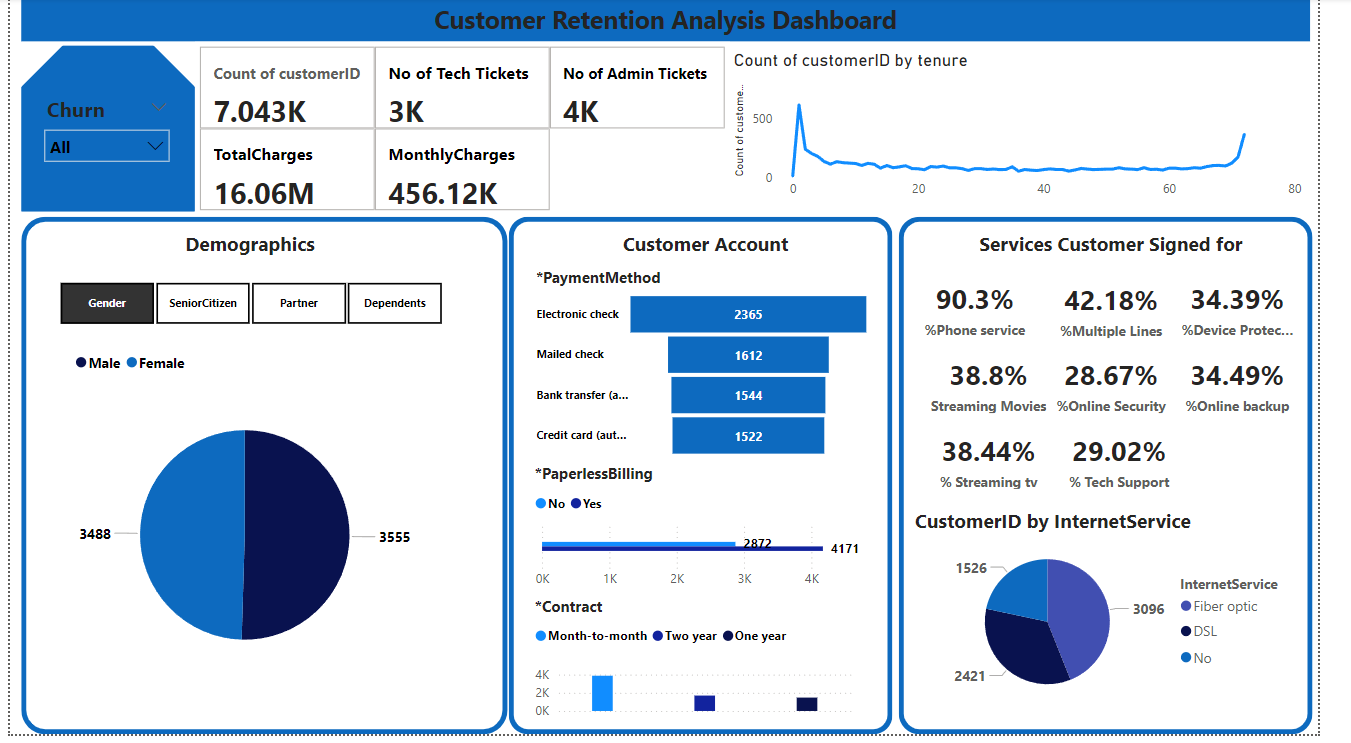 Customer Retention Analysis Dashboard
Churn
All
Count of customerID
7.043K
No of Tech Tickets
3K
No of Admin Tickets
4K
TotalCharges
16.06M
MonthlyCharges
456.12K
Count of customerID by tenure
Count of custome...
500
0
0 20 40 60 80
Demographics
Gender SeniorCitizen Partner Dependents
Male Female
3488
3555
Customer Account
*PaymentMethod
Electronic check 2365
Mailed check 1612
Bank transfer (a... 1544
Credit card (aut... 1522
*PaperlessBilling
No Yes
2872
4171
0K 1K 2K 3K 4K
*Contract
Month-to-month Two year One year
4K
2K
0K
Services Customer Signed for
90.3% 42.18% 34.39%
%Phone service %Multiple Lines %Device Protec...
38.8% 28.67% 34.49%
Streaming Movies %Online Security %Online backup
38.44% 29.02%
% Streaming tv % Tech Support
CustomerID by InternetService
1526
3096
2421
InternetService
Fiber optic
DSL
No